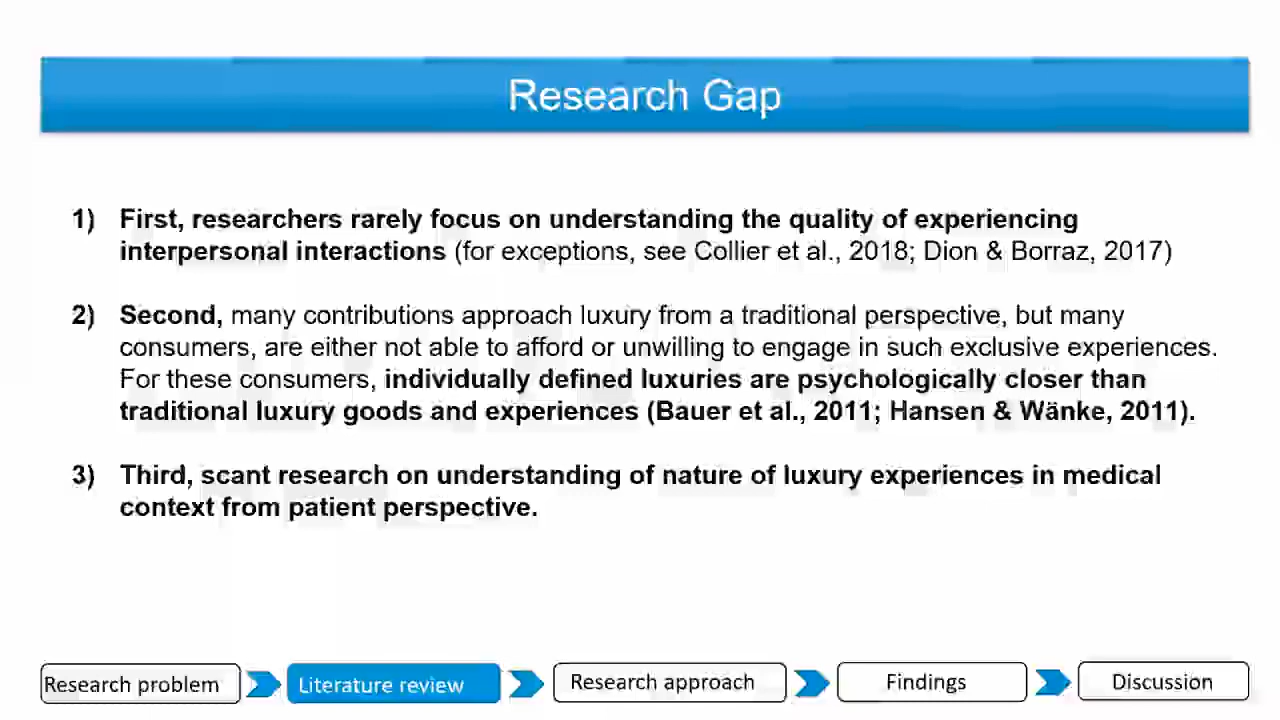 Research Gap
1) First, researchers rarely focus on understanding the quality of experiencing
interpersonal interactions (for exceptions, see Collier et al., 2018; Dion & Borraz, 2017)
2) Second, many contributions approach luxury from a traditional perspective, but many
consumers, are either not able to afford or unwilling to engage in such exclusive experiences.
For these consumers, individually defined luxuries are psychologically closer than
traditional luxury goods and experiences (Bauer et al., 2011; Hansen & Wänke, 2011).
3) Third, scant research on understanding of nature of luxury experiences in medical
context from patient perspective.
Research problem
Literature review
Research approach
Findings
Discussion